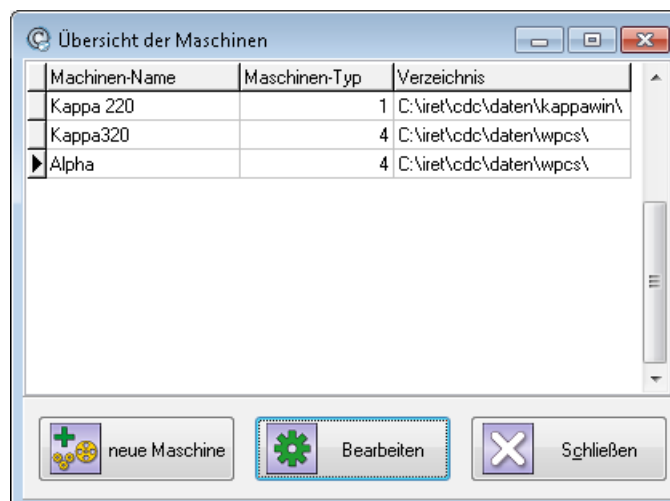 Übersicht der Maschinen
Machinen-Name Maschinen-Typ Verzeichnis
Kappa 220 1 C:\iret\cdc\daten\kappawin\
Kappa320 4 C:\iret\cdc\daten\wpcs\
Alpha 4 C:\iret\cdc\daten\wpcs\
neue Maschine Bearbeiten Schließen